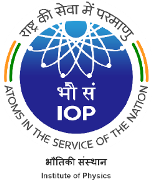 राष्ट्र की सेवा में परमाणु
भौ सं
IOP
ATOMS IN THE SERVICE OF THE NATION
भौतिकी संस्थान
Institute of Physics